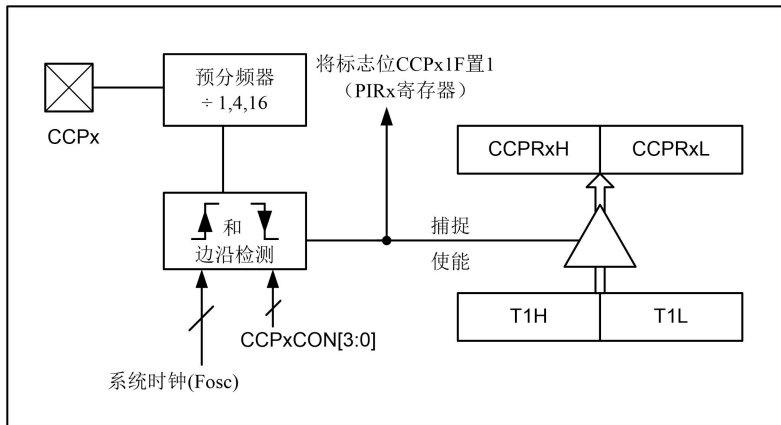 预分频器
÷ 1,4,16
CCPx
将标志位CCPx1F置1
（PIRx寄存器）
CCPRxH
CCPRxL
和
边沿检测
捕捉
使能
T1H
T1L
CCPxCON[3:0]
系统时钟(Fosc)